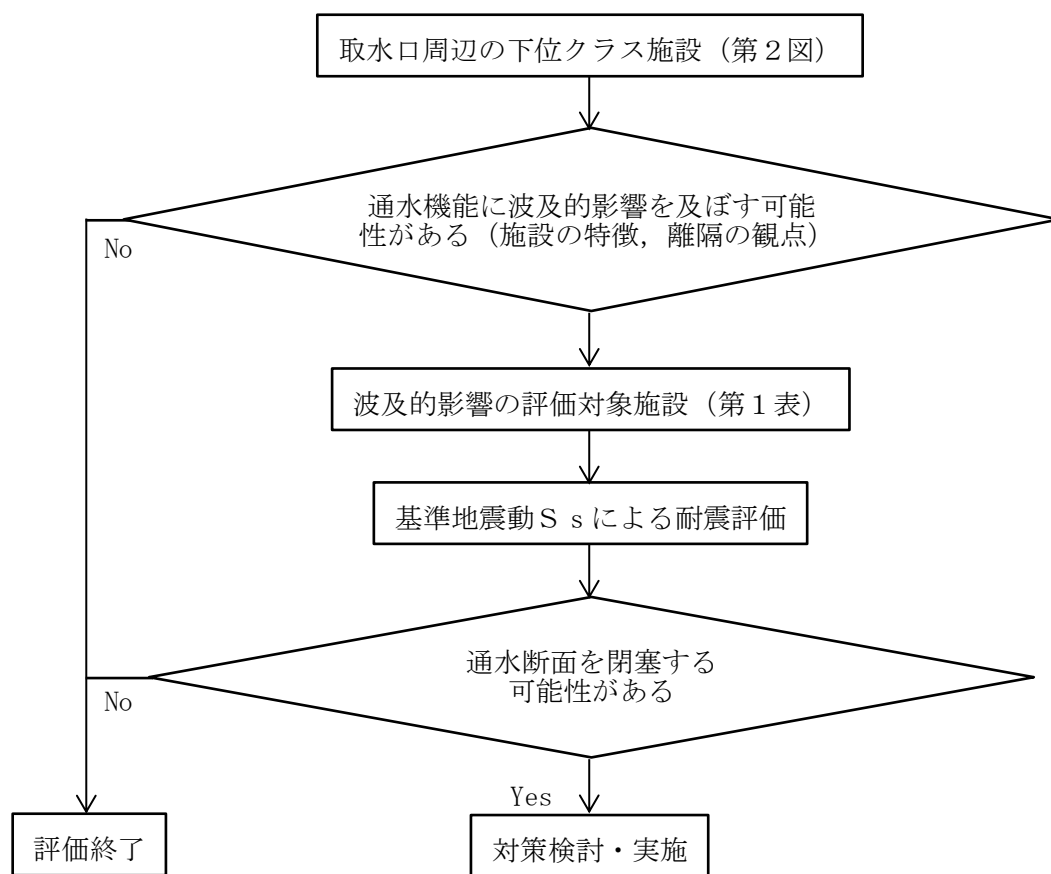 取水口周辺の下位クラス施設（第２図）
通水機能に波及的影響を及ぼす可能
性がある（施設の特徴，離隔の観点）
No
波及的影響の評価対象施設（第１表）
基準地震動Ｓｓによる耐震評価
通水断面を閉塞する
可能性がある
No
Yes
評価終了
対策検討・実施